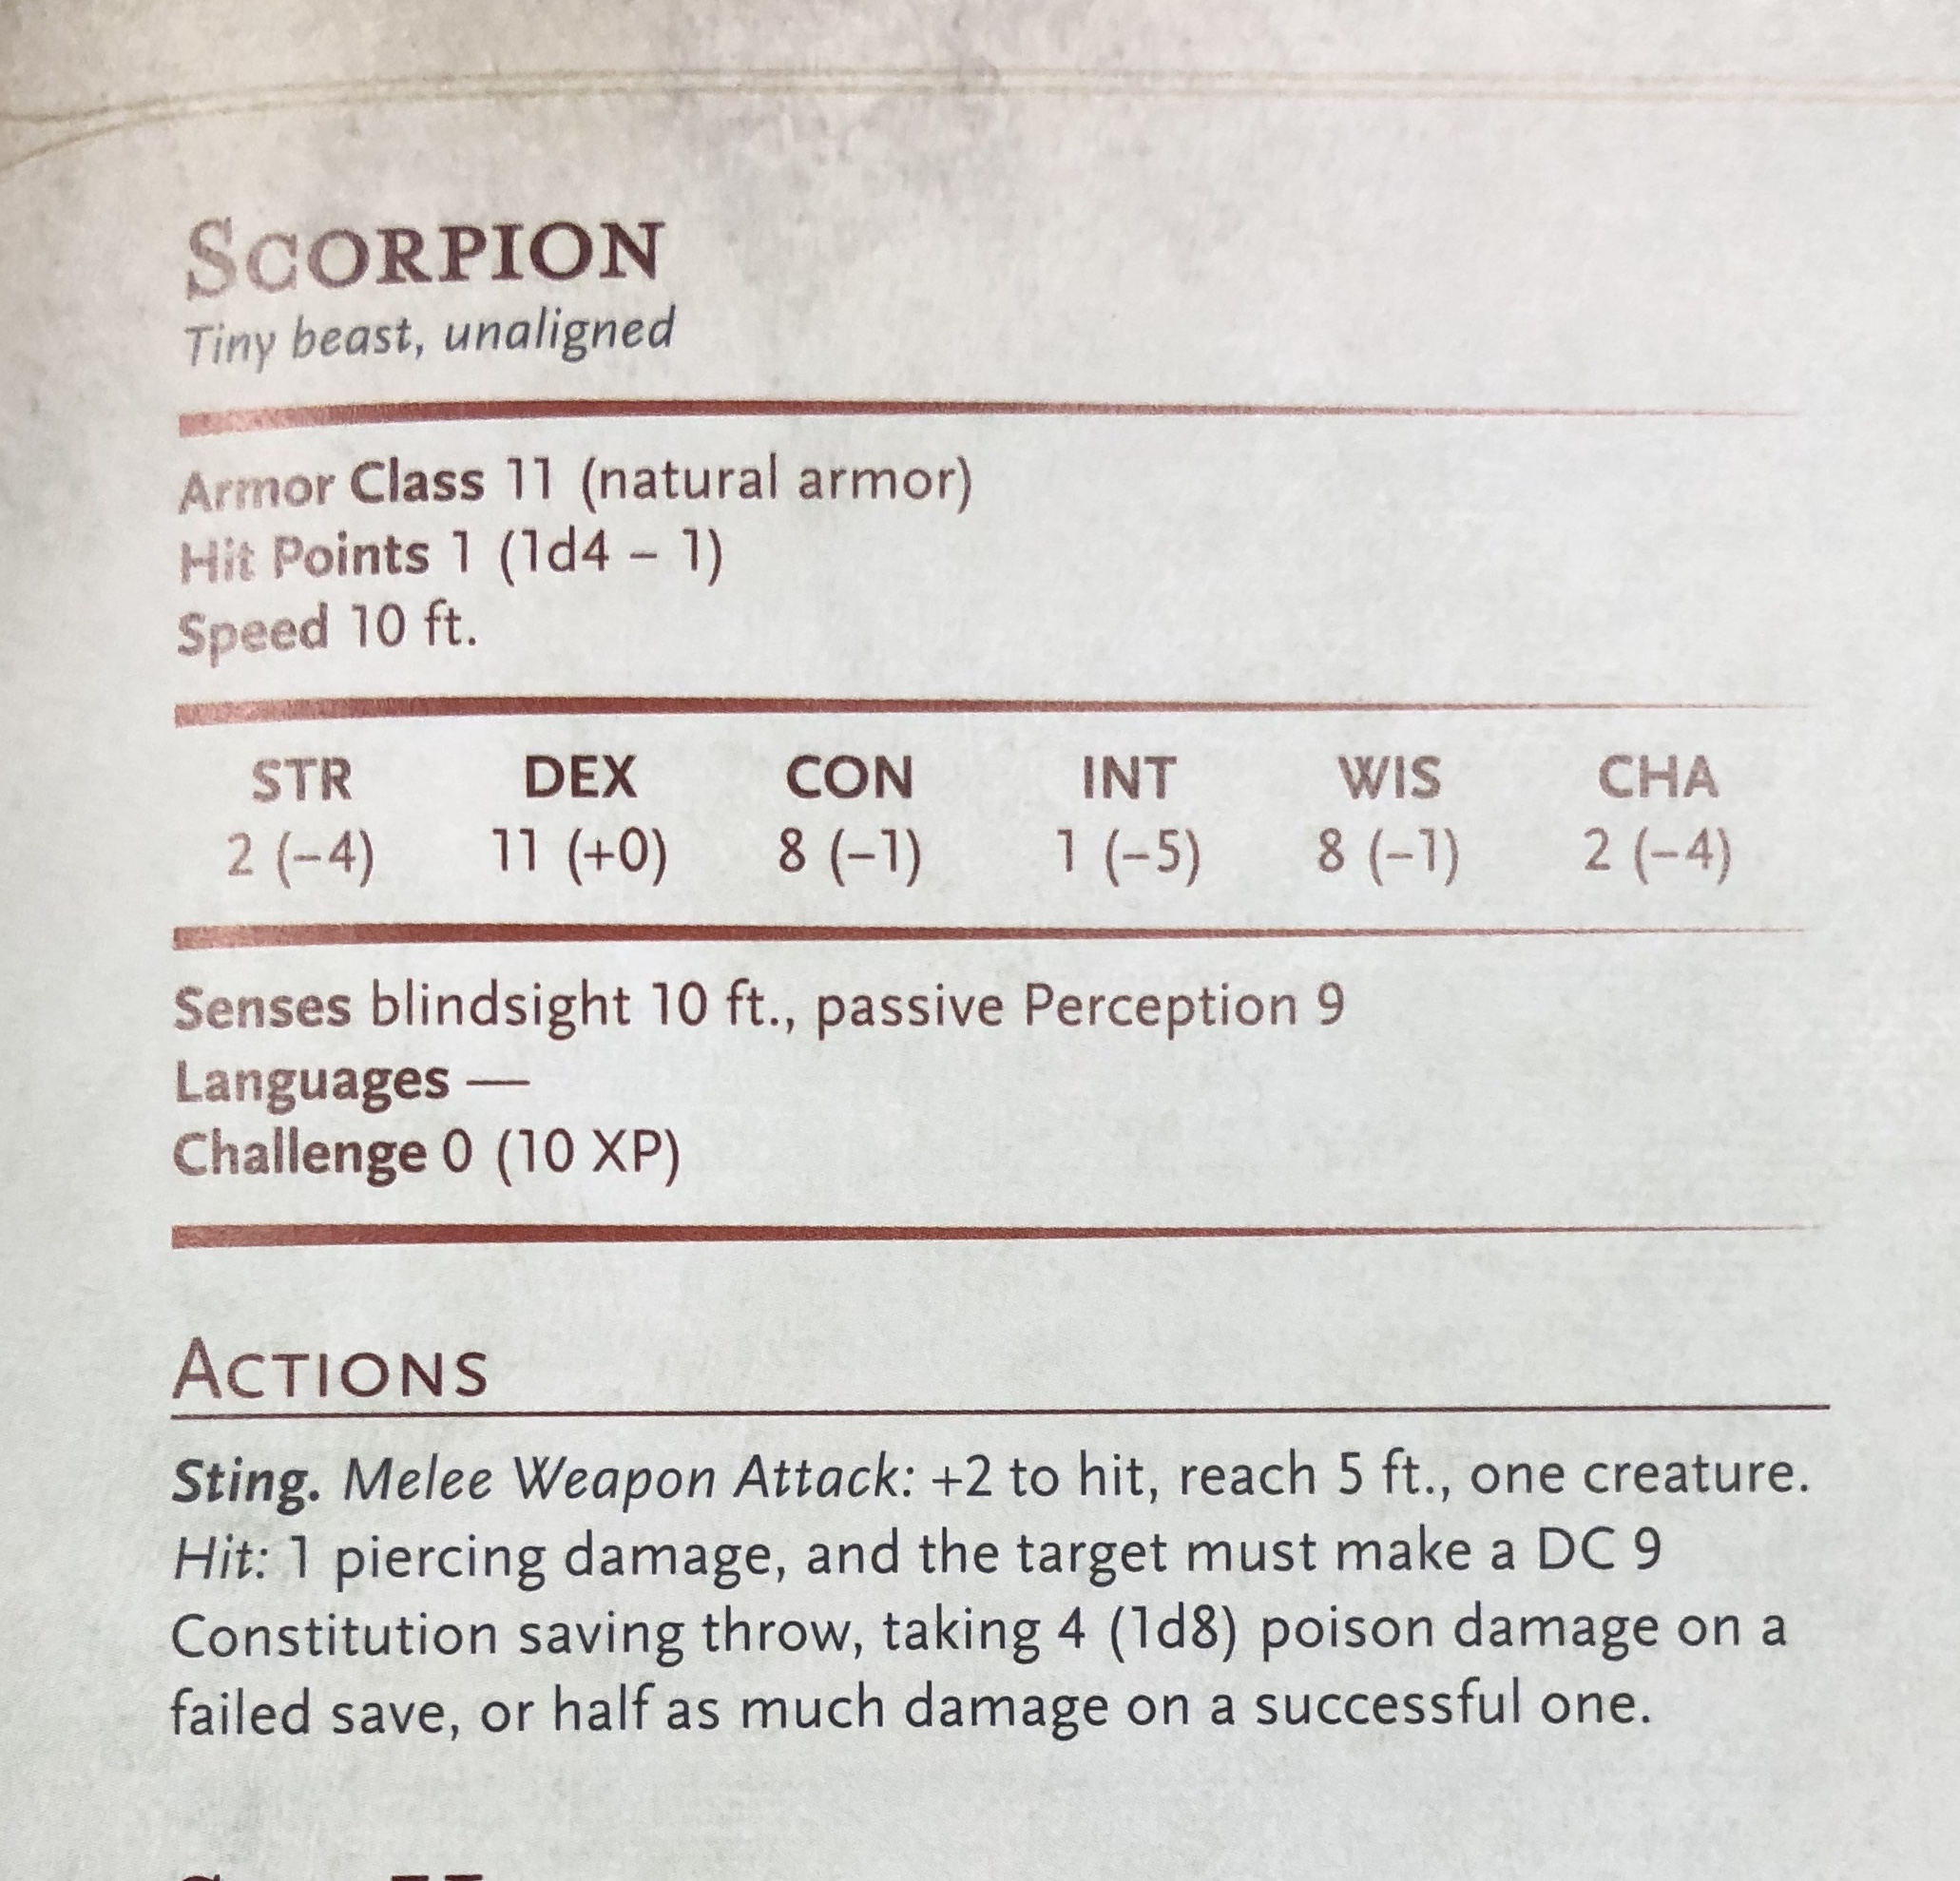 Scorpion
Tiny beast, unaligned
Armor Class 11 (natural armor)
Hit Points 1 (1d4 – 1)
Speed 10 ft.
STR DEX CON INT WIS CHA
2 (−4) 11 (+0) 8 (−1) 1 (−5) 8 (−1) 2 (−4)
Senses blindsight 10 ft., passive Perception 9
Languages —
Challenge 0 (10 XP)
Actions
Sting. Melee Weapon Attack: +2 to hit, reach 5 ft., one creature.
Hit: 1 piercing damage, and the target must make a DC 9
Constitution saving throw, taking 4 (1d8) poison damage on a
failed save, or half as much damage on a successful one.